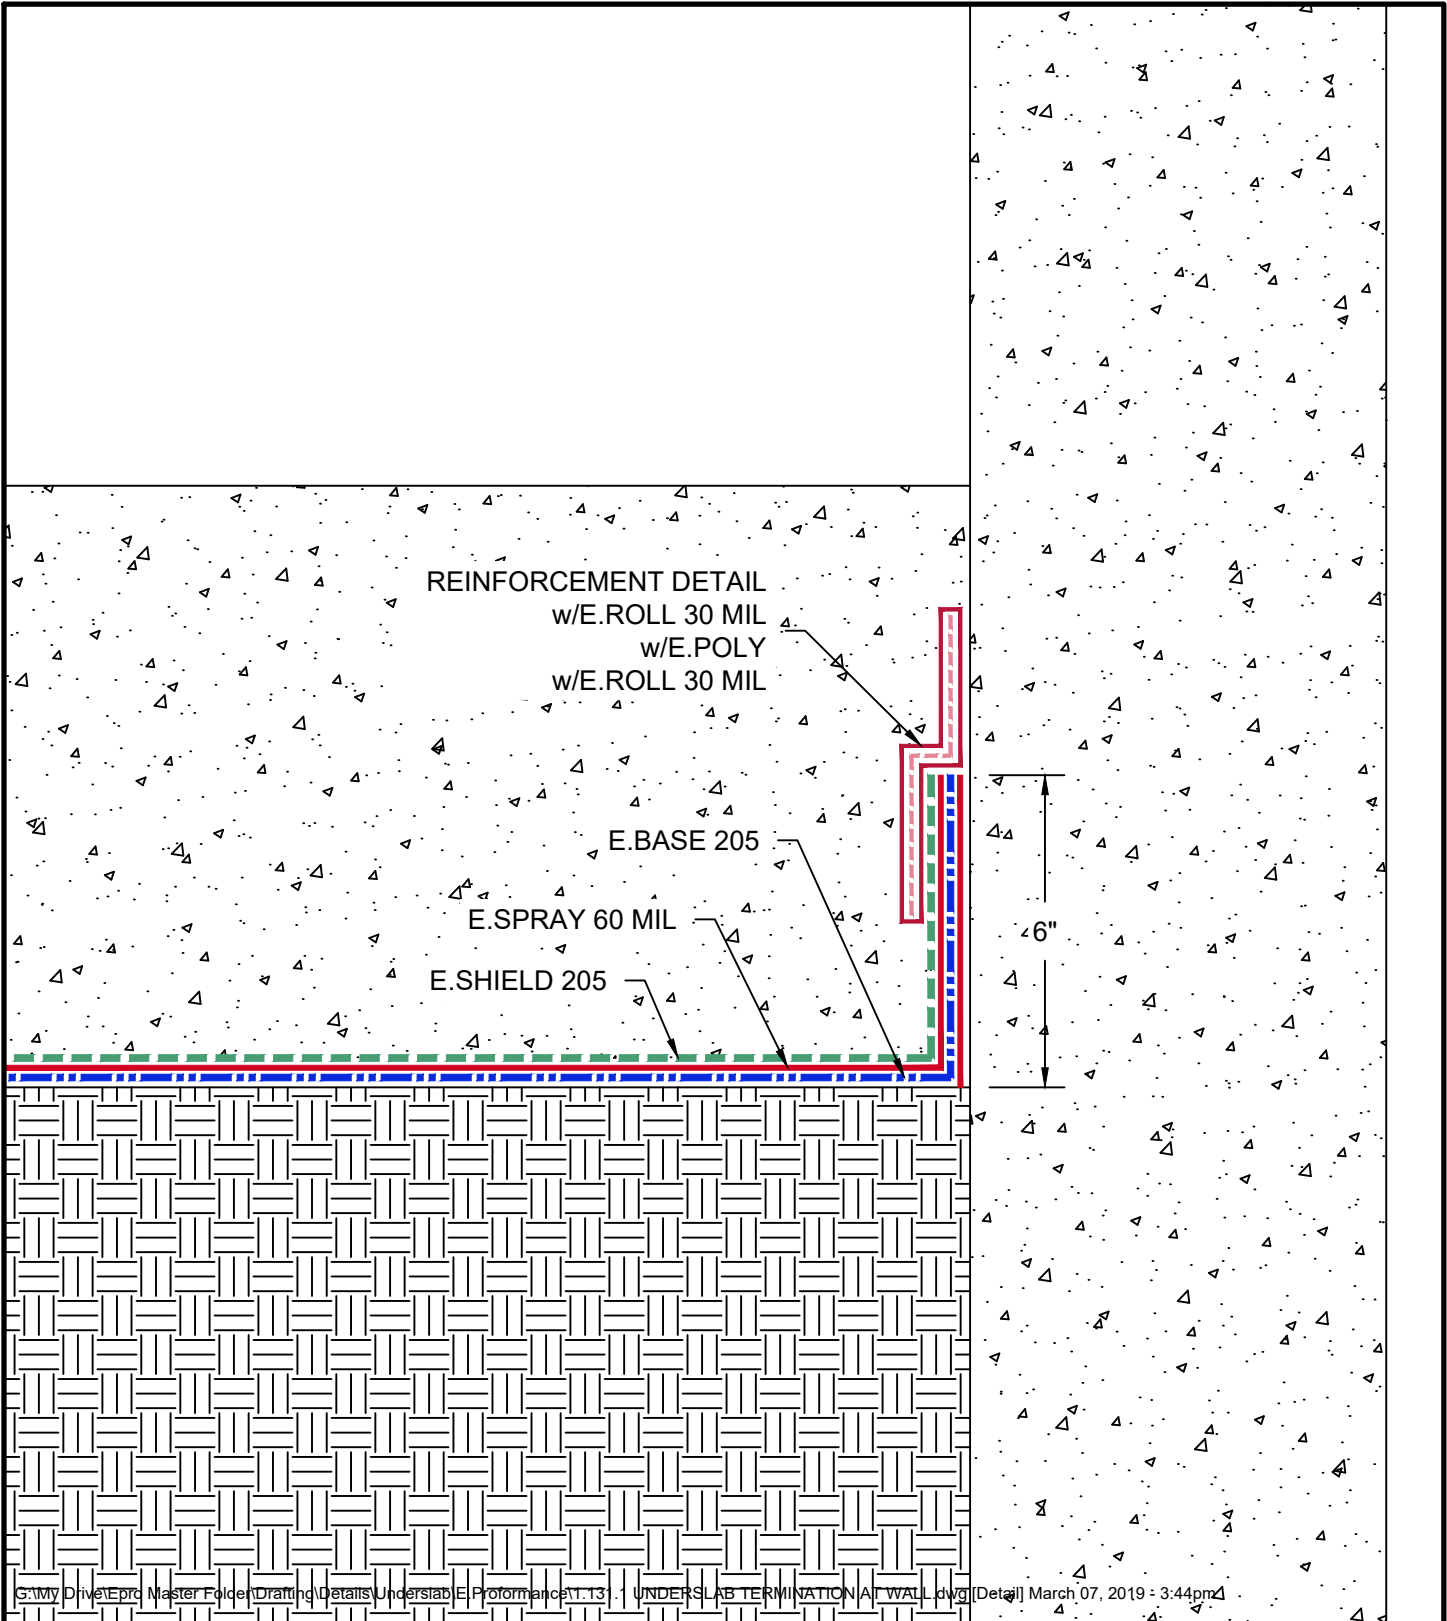 REINFORCEMENT DETAIL
w/E.ROLL 30 MIL
w/E.POLY
w/E.ROLL 30 MIL
E.BASE 205
6"
E.SPRAY 60 MIL
E.SHIELD 205
G:\My Drive\Epro Master Folder\Drafting\Details\Underslab\E.Proformance\1.131.1 UNDERSLAB TERMINATION AT WALL.dwg [Detail] March 07, 2019 - 3:44pm